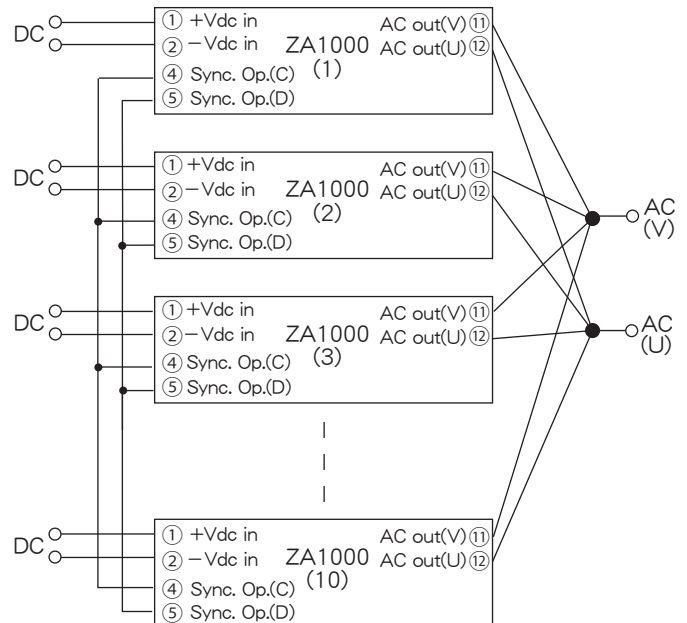 DC
① +Vdc in
② −Vdc in
④ Sync. Op.(C)
⑤ Sync. Op.(D)
ZA1000
(1)
AC out(V)⑪
AC out(U)⑫
DC
① +Vdc in
② −Vdc in
④ Sync. Op.(C)
⑤ Sync. Op.(D)
ZA1000
(2)
AC out(V)⑪
AC out(U)⑫
AC
(V)
DC
① +Vdc in
② −Vdc in
④ Sync. Op.(C)
⑤ Sync. Op.(D)
ZA1000
(3)
AC out(V)⑪
AC out(U)⑫
AC
(U)
DC
① +Vdc in
② −Vdc in
④ Sync. Op.(C)
⑤ Sync. Op.(D)
ZA1000
(10)
AC out(V)⑪
AC out(U)⑫